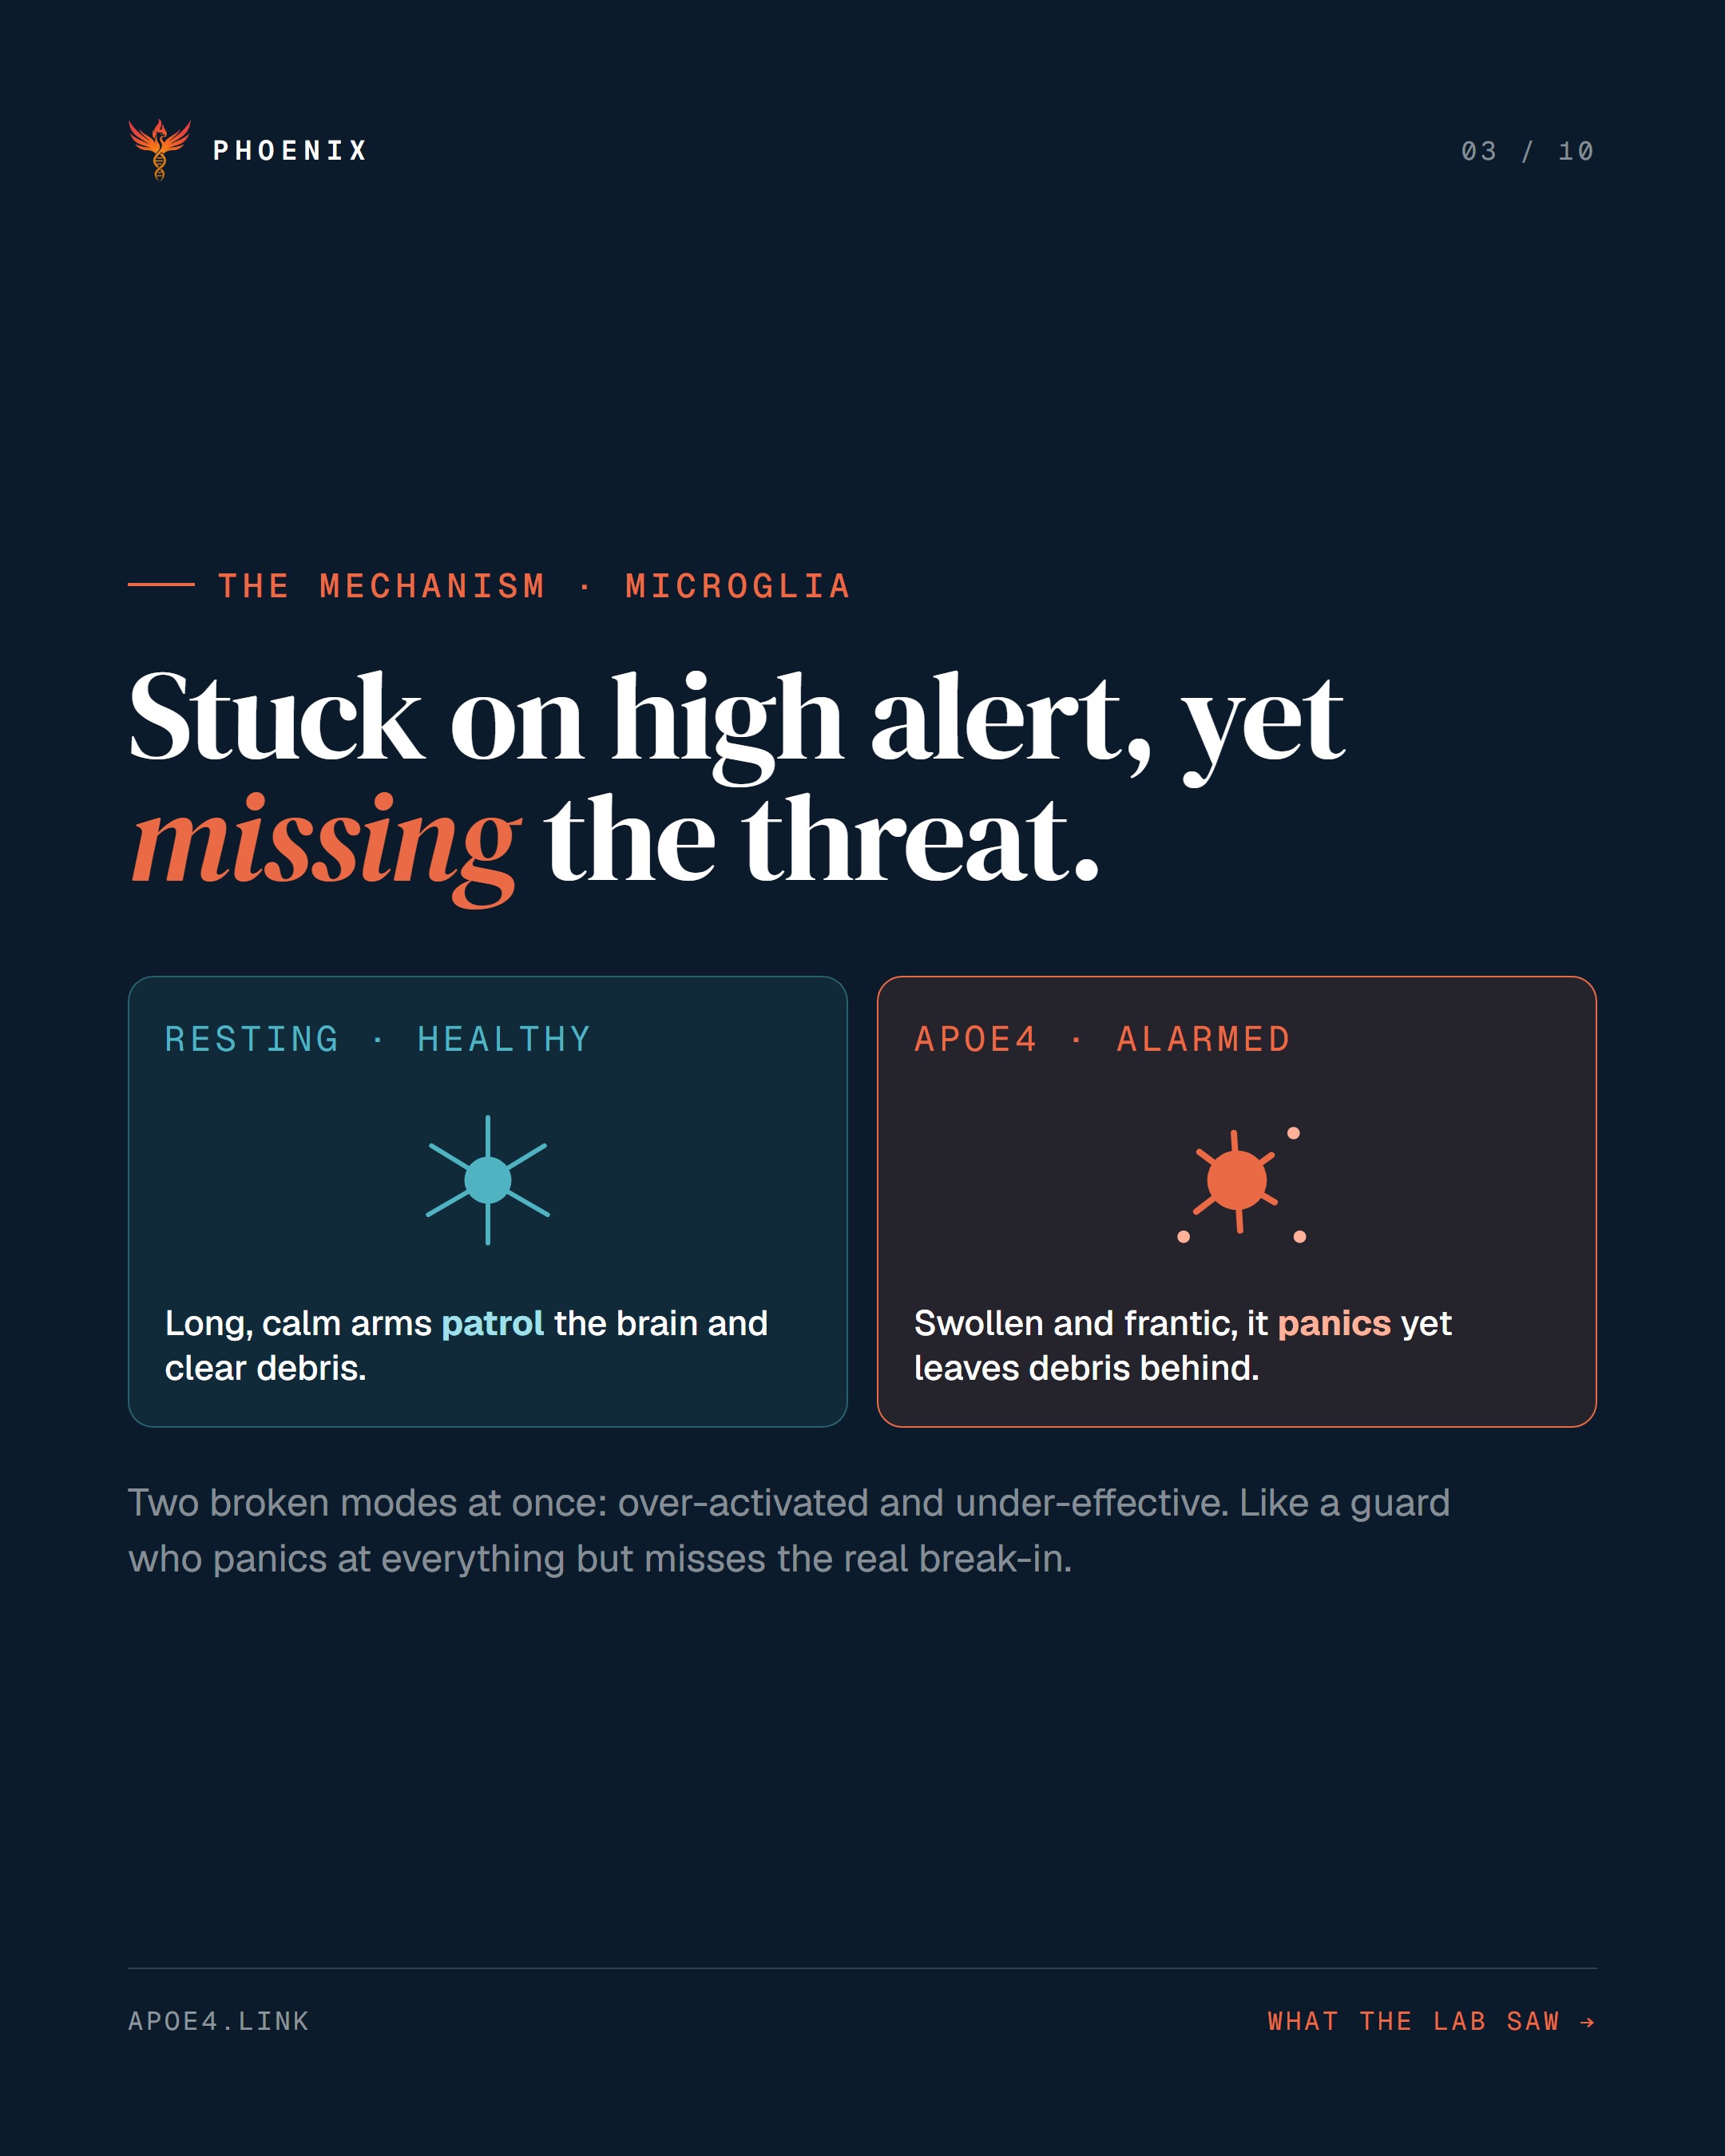 PHOENIX
03 / 10
THE MECHANISM · MICROGLIA
Stuck on high alert, yet
missing the threat.
RESTING · HEALTHY
Long, calm arms patrol the brain and
clear debris.
APOE4 · ALARMED
Swollen and frantic, it panics yet
leaves debris behind.
Two broken modes at once: over-activated and under-effective. Like a guard
who panics at everything but misses the real break-in.
APOE4.LINK
WHAT THE LAB SAW →